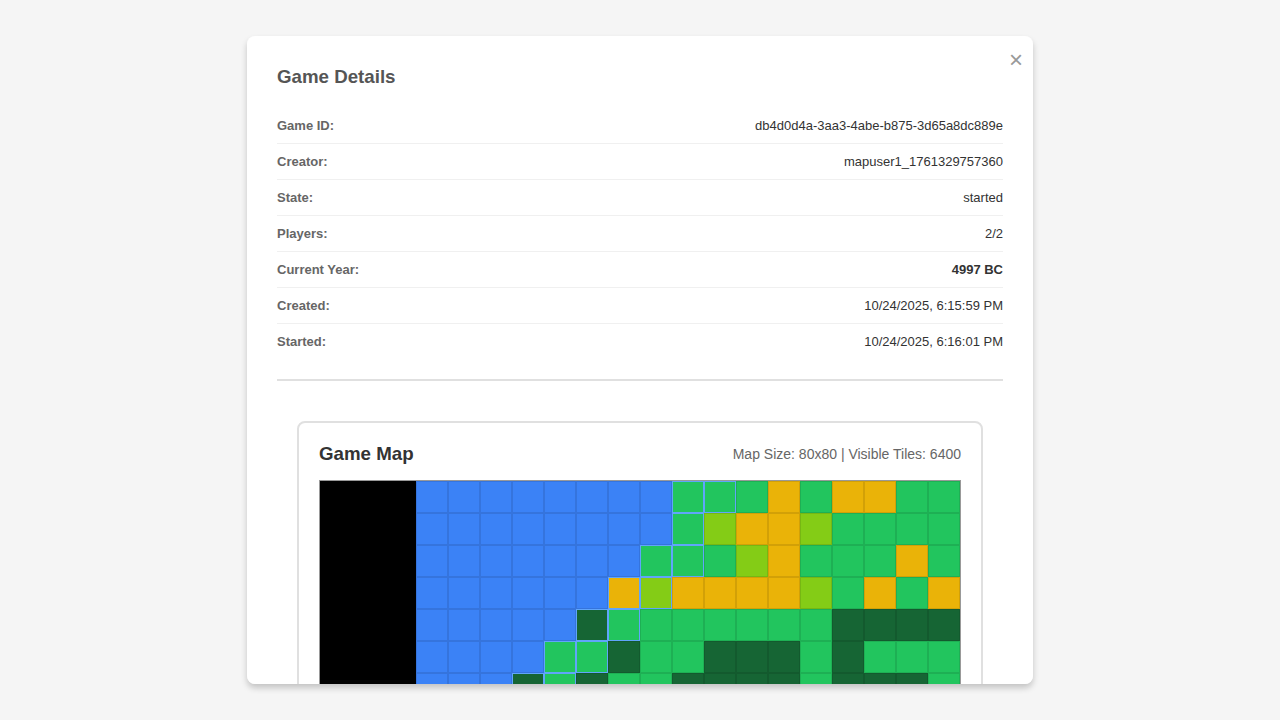 ×
Game Details
Game ID: db4d0d4a-3aa3-4abe-b875-3d65a8dc889e
Creator: mapuser1_1761329757360
State: started
Players: 2/2
Current Year: 4997 BC
Created: 10/24/2025, 6:15:59 PM
Started: 10/24/2025, 6:16:01 PM
Game Map Map Size: 80x80 | Visible Tiles: 6400